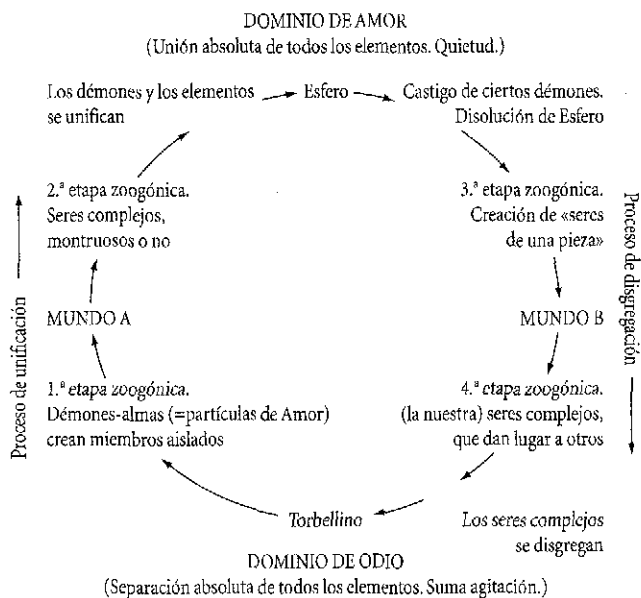 DOMINIO DE AMOR
(Unión absoluta de todos los elementos. Quietud.)
Los démones y los elementos
se unifican
Esfero
Castigo de ciertos démones.
Disolución de Esfero
2.ª etapa zoogónica.
Seres complejos,
montruosos o no
3.ª etapa zoogónica.
Creación de «seres
de una pieza»
Proceso de unificación
Proceso de disgregación
MUNDO A
MUNDO B
1.ª etapa zoogónica.
Démones-almas (=partículas de Amor)
crean miembros aislados
4.ª etapa zoogónica.
(la nuestra) seres complejos,
que dan lugar a otros
Torbellino
Los seres complejos
se disgregan
DOMINIO DE ODIO
(Separación absoluta de todos los elementos. Suma agitación.)